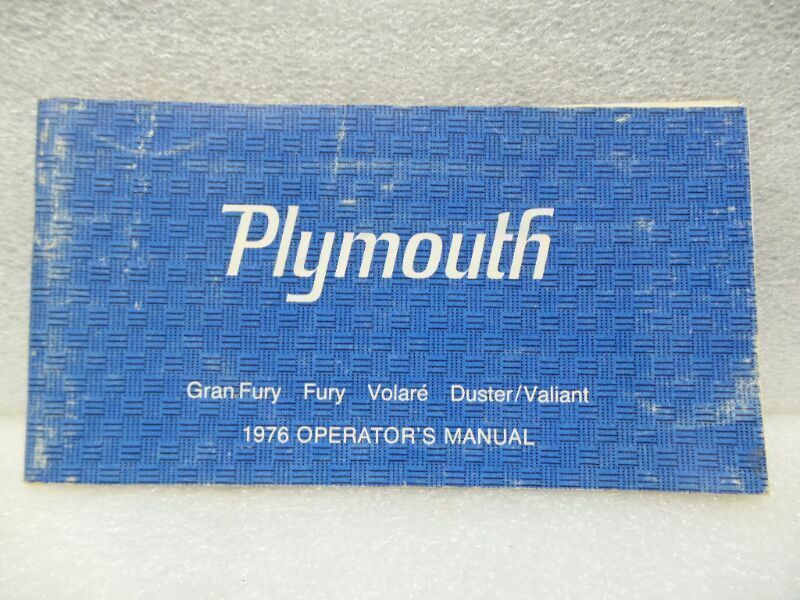 Plymouth
Gran Fury Fury Volaré Duster/Valiant
1976 OPERATOR'S MANUAL